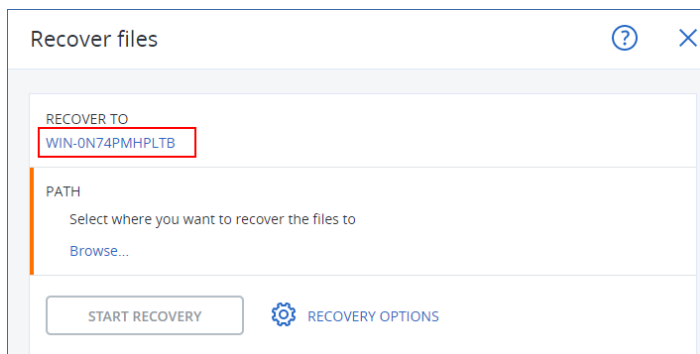 Recover files
RECOVER TO
WIN-0N74PMHPLTB
PATH
Select where you want to recover the files to
Browse...
START RECOVERY
RECOVERY OPTIONS